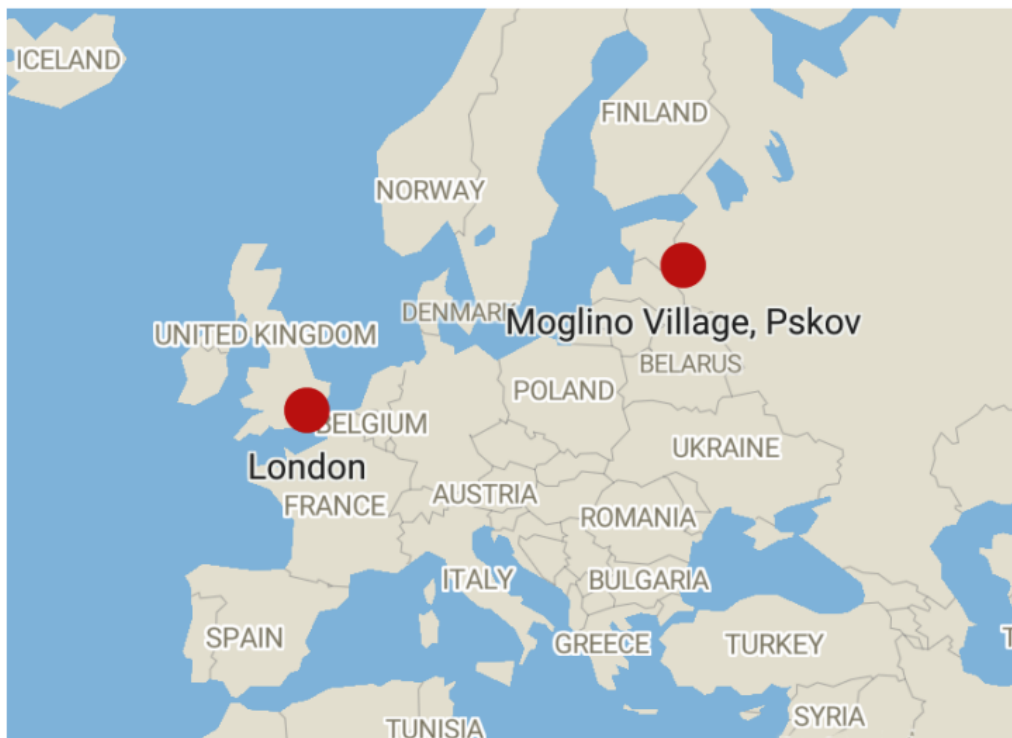 ICELAND
FINLAND
NORWAY
DENMARK
Moglino Village, Pskov
UNITED KINGDOM
BELARUS
POLAND
BELGIUM
UKRAINE
London
AUSTRIA
FRANCE
ROMANIA
ITALY
BULGARIA
SPAIN
GREECE
TURKEY
T
SYRIA
TUNISIA